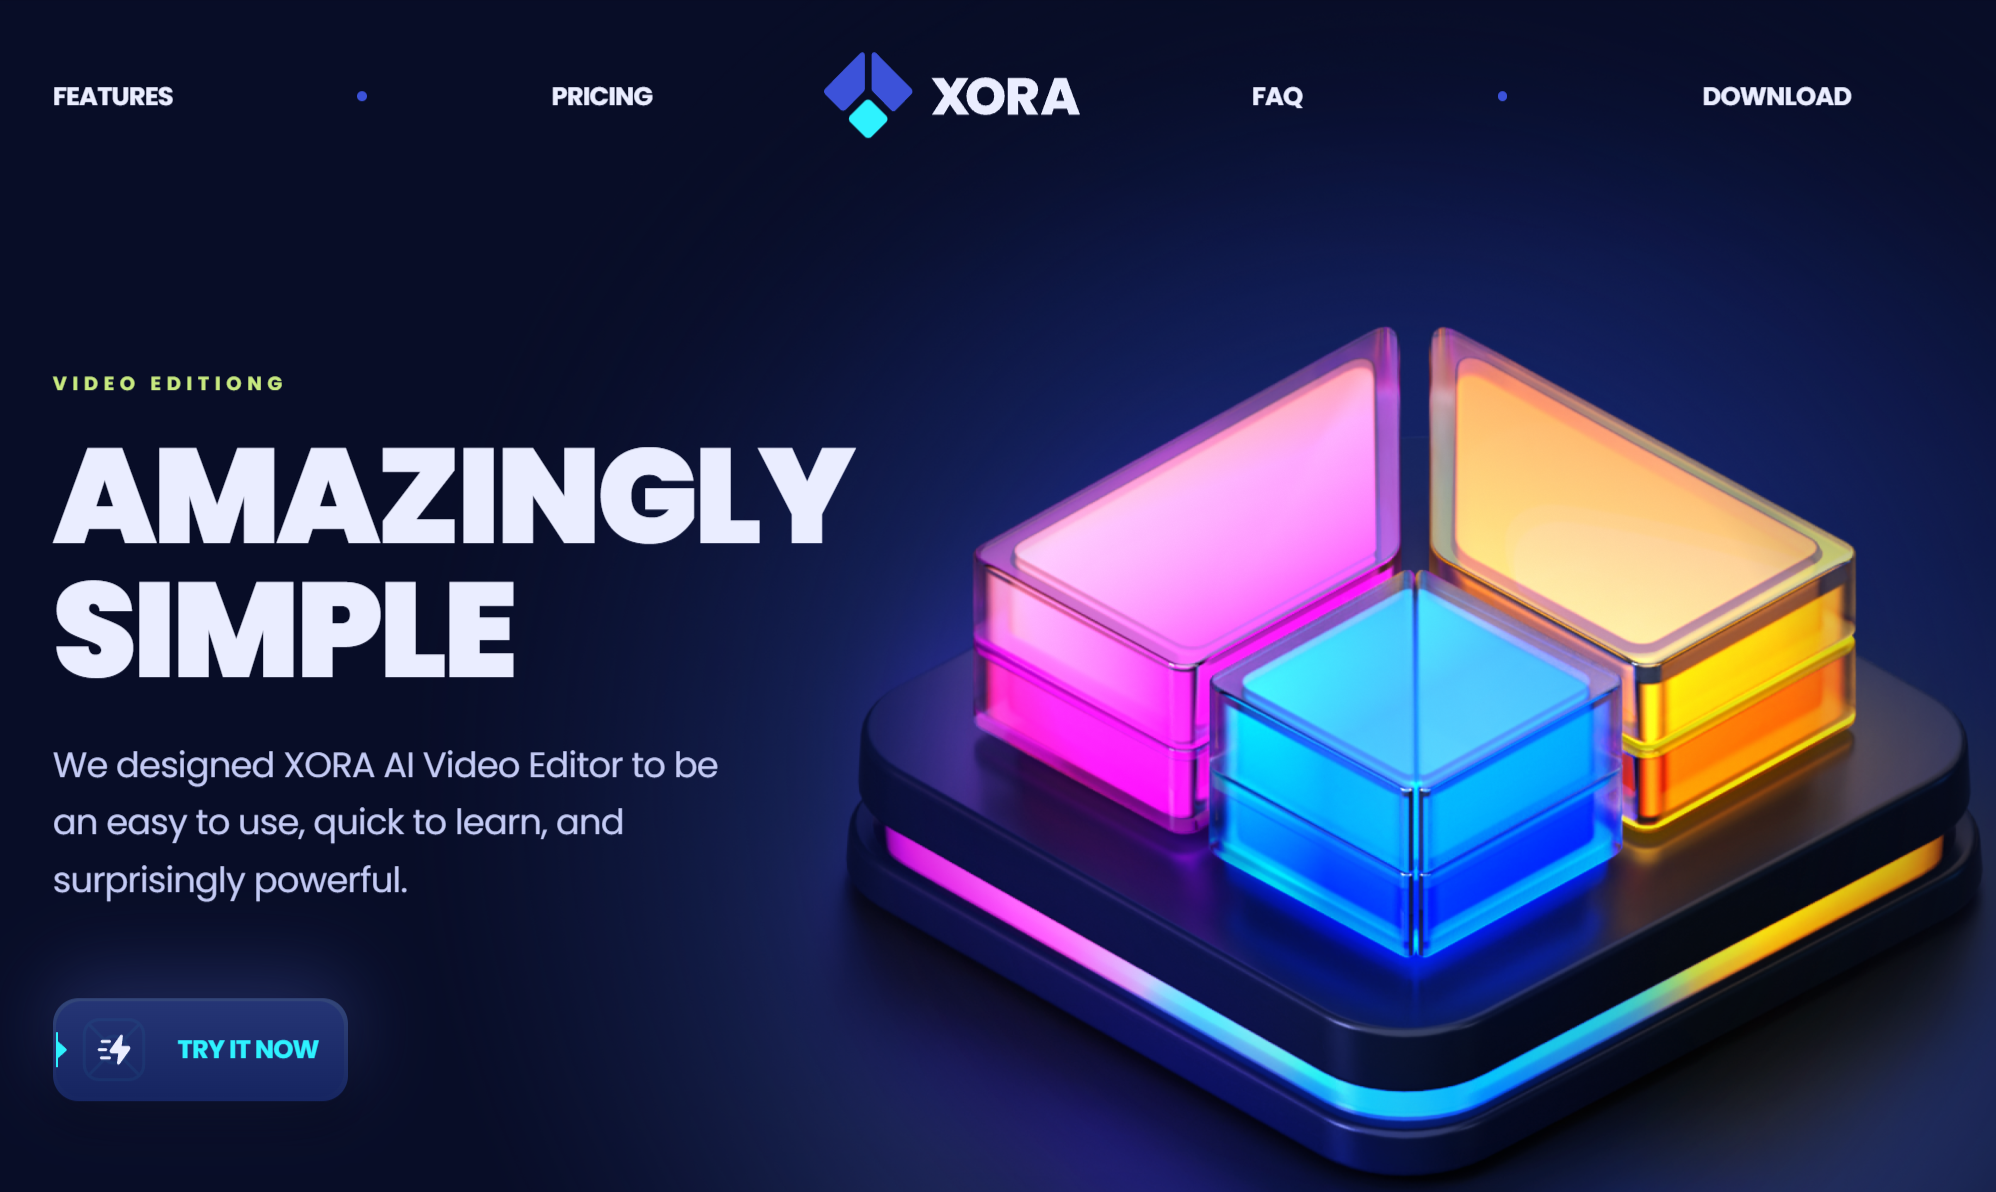 FEATURES
PRICING
XORA
FAQ
DOWNLOAD
VIDEO EDITIONG
AMAZINGLY
SIMPLE
We designed XORA AI Video Editor to be
an easy to use, quick to learn, and
surprisingly powerful.
TRY IT NOW